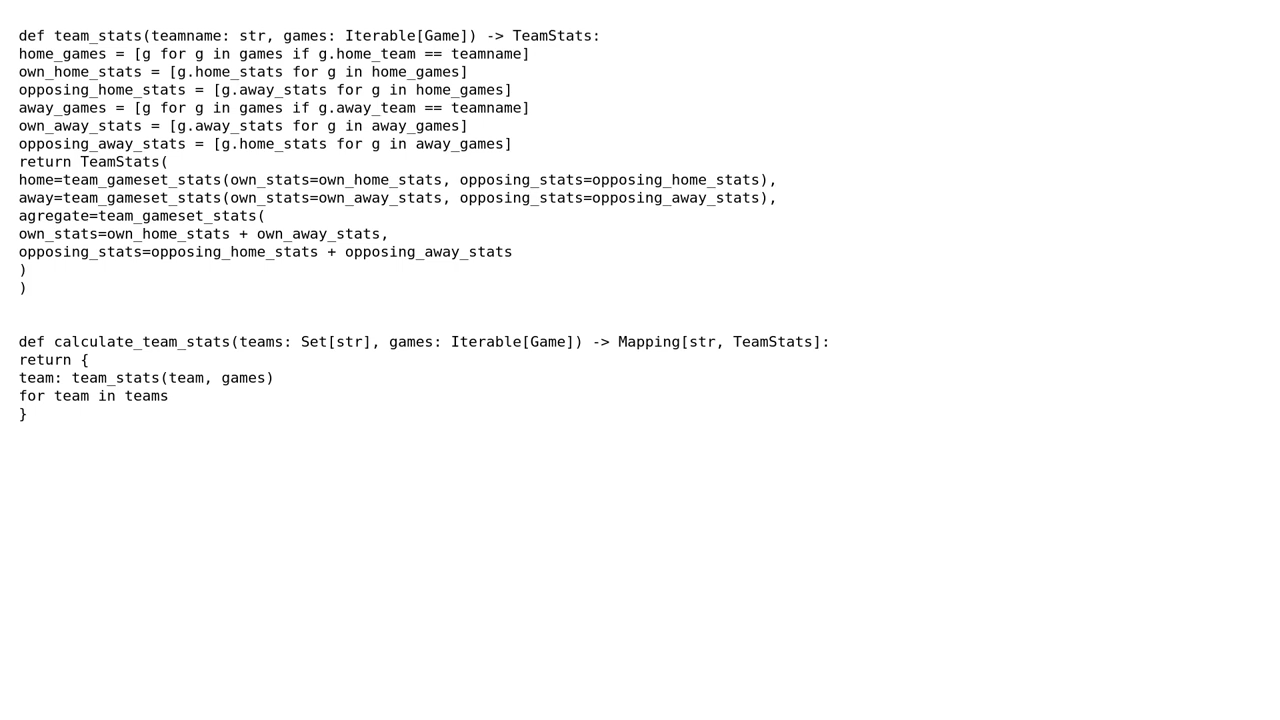 def team_stats(teamname: str, games: Iterable[Game]) -> TeamStats:
home_games = [g for g in games if g.home_team == teamname]
own_home_stats = [g.home_stats for g in home_games]
opposing_home_stats = [g.away_stats for g in home_games]
away_games = [g for g in games if g.away_team == teamname]
own_away_stats = [g.away_stats for g in away_games]
opposing_away_stats = [g.home_stats for g in away_games]
return TeamStats(
home=team_gameset_stats(own_stats=own_home_stats, opposing_stats=opposing_home_stats),
away=team_gameset_stats(own_stats=own_away_stats, opposing_stats=opposing_away_stats),
agregate=team_gameset_stats(
own_stats=own_home_stats + own_away_stats,
opposing_stats=opposing_home_stats + opposing_away_stats
)
)
def calculate_team_stats(teams: Set[str], games: Iterable[Game]) -> Mapping[str, TeamStats]:
return {
team: team_stats(team, games)
for team in teams
}